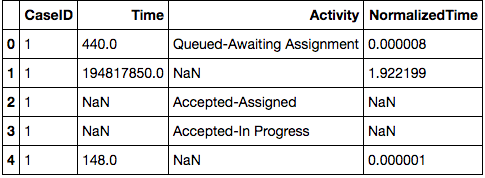 CaseID Time Activity NormalizedTime
0 1 440.0 Queued-Awaiting Assignment 0.000008
1 1 194817850.0 NaN 1.922199
2 1 NaN Accepted-Assigned NaN
3 1 NaN Accepted-In Progress NaN
4 1 148.0 NaN 0.000001